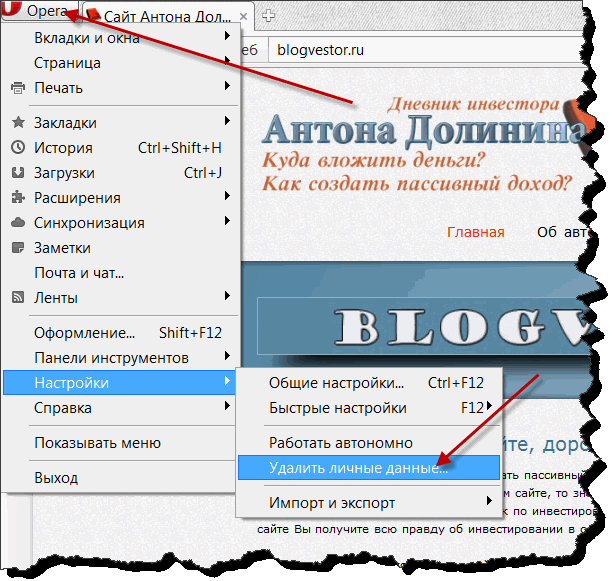 Opera
Сайт Антона Дол...
Вкладки и окна
еб
blogvestor.ru
Страница
Печать
Дневник инвестора
Закладки
Антона Долинина
История Ctrl+Shift+H
Куда вложить деньги?
Загрузки Ctrl+J
Как создать пассивный доход?
Расширения
Синхронизация
Главная
Об авт
Заметки
Почта и чат...
Ленты
BLOGV
Оформление... Shift+F12
Панели инструментов
Настройки
Общие настройки... Ctrl+F12
Справка
Быстрые настройки F12
Показывать меню
Работать автономно
йте, доро
Удалить личные данные...
Выход
ать пассивный
м сайте, то зн
Импорт и экспорт
к по инвестиров
сайте Вы получите всю правду об инвестировании в о